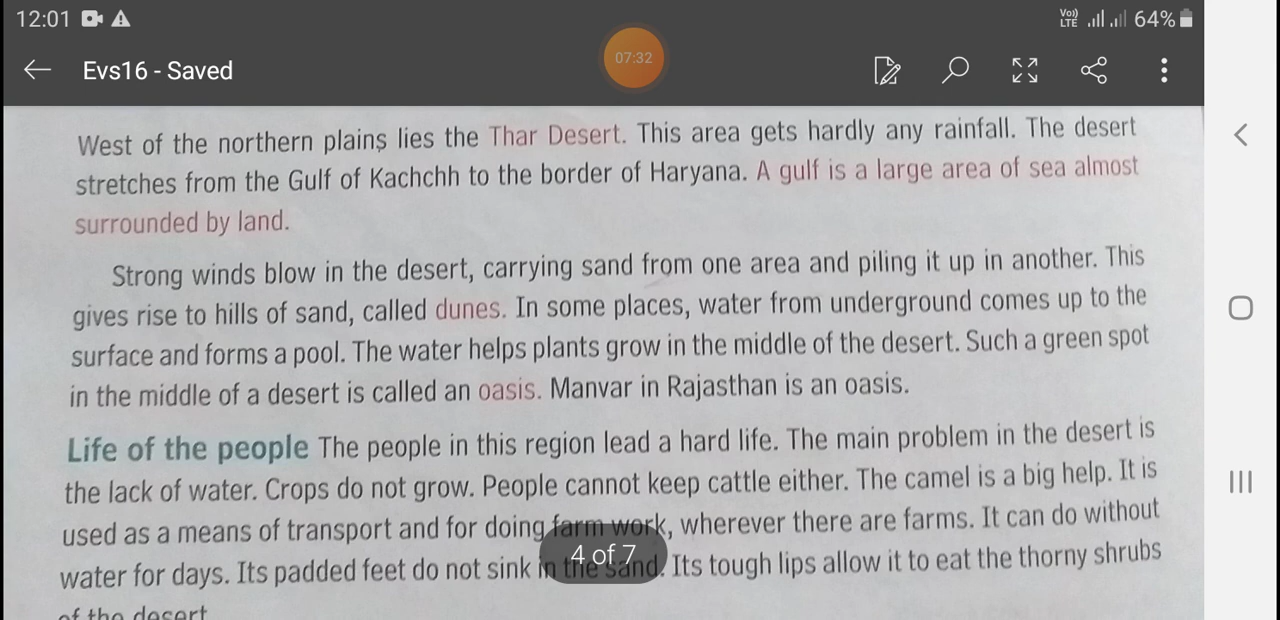 12:01
Vo)) LTE 64%
Evs16 - Saved
07:32
West of the northern plains lies the Thar Desert. This area gets hardly any rainfall. The desert
stretches from the Gulf of Kachchh to the border of Haryana. A gulf is a large area of sea almost
surrounded by land.
Strong winds blow in the desert, carrying sand from one area and piling it up in another. This
gives rise to hills of sand, called dunes. In some places, water from underground comes up to the
surface and forms a pool. The water helps plants grow in the middle of the desert. Such a green spot
in the middle of a desert is called an oasis. Manvar in Rajasthan is an oasis.
Life of the people The people in this region lead a hard life. The main problem in the desert is
the lack of water. Crops do not grow. People cannot keep cattle either. The camel is a big help. It is
used as a means of transport and for doing farm work, wherever there are farms. It can do without
4 of 7
water for days. Its padded feet do not sink in the sand. Its tough lips allow it to eat the thorny shrubs
of the desert